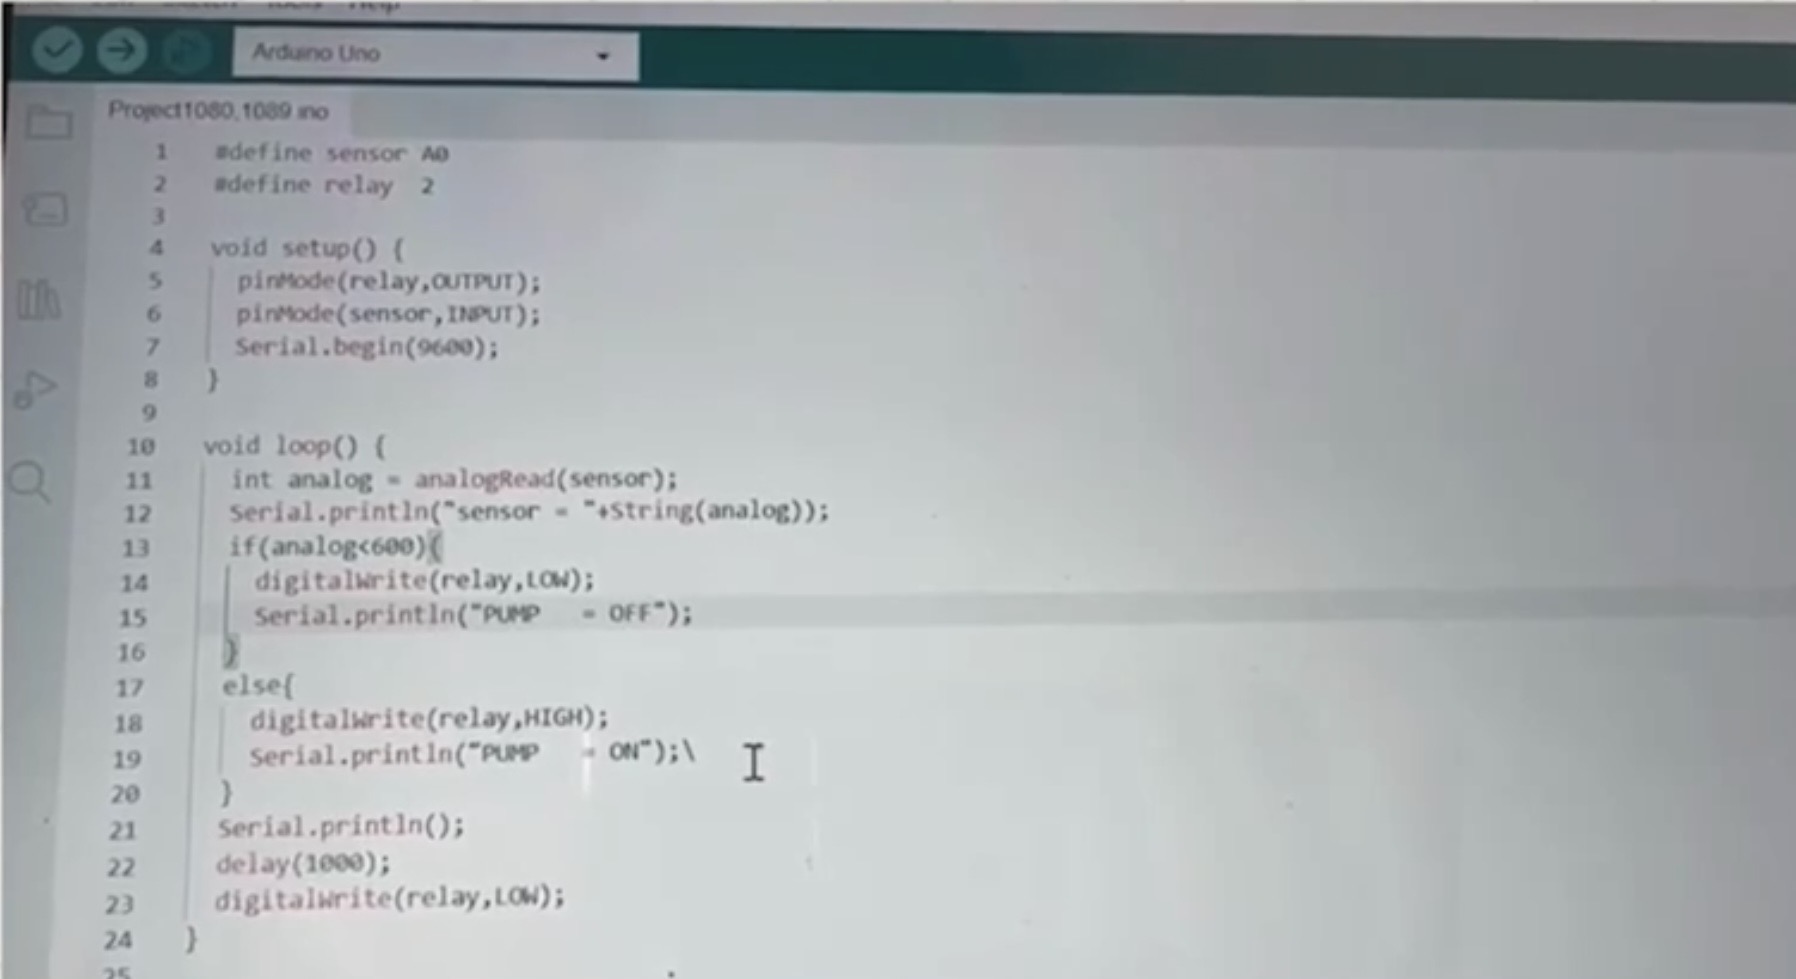 Help
Arduino Uno
Project1080,1089.ino
1 #define sensor A0
2 #define relay 2
3
4 void setup() {
5 pinMode(relay,OUTPUT);
6 pinMode(sensor,INPUT);
7 Serial.begin(9600);
8 }
9
10 void loop() {
11 int analog = analogRead(sensor);
12 Serial.println("sensor = "+String(analog));
13 if(analog<600){
14 digitalWrite(relay,LOW);
15 Serial.println("PUMP   = OFF");
16 }
17 else{
18 digitalWrite(relay,HIGH);
19 Serial.println("PUMP   = ON");\
20 }
21 Serial.println();
22 delay(1000);
23 digitalWrite(relay,LOW);
24 }
25